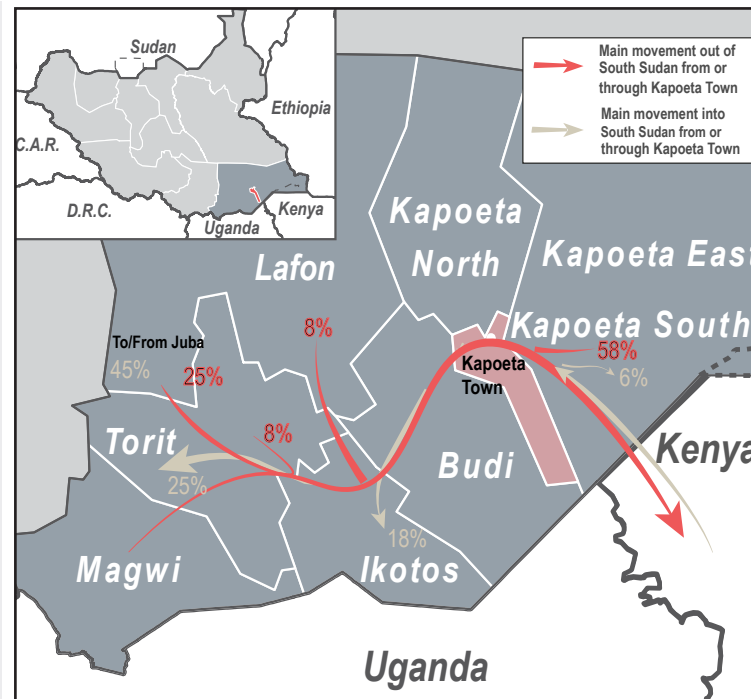 Sudan
Ethiopia
C.A.R.
D.R.C.
Uganda
Kenya
Main movement out of
South Sudan from or
through Kapoeta Town
Main movement into
South Sudan from or
through Kapoeta Town
Kapoeta
North
Kapoeta East
Lafon
Kapoeta South
To/From Juba
8%
45%
25%
58%
6%
Kapoeta
Town
Torit
8%
25%
Budi
Kenya
18%
Magwi
Ikotos
Uganda